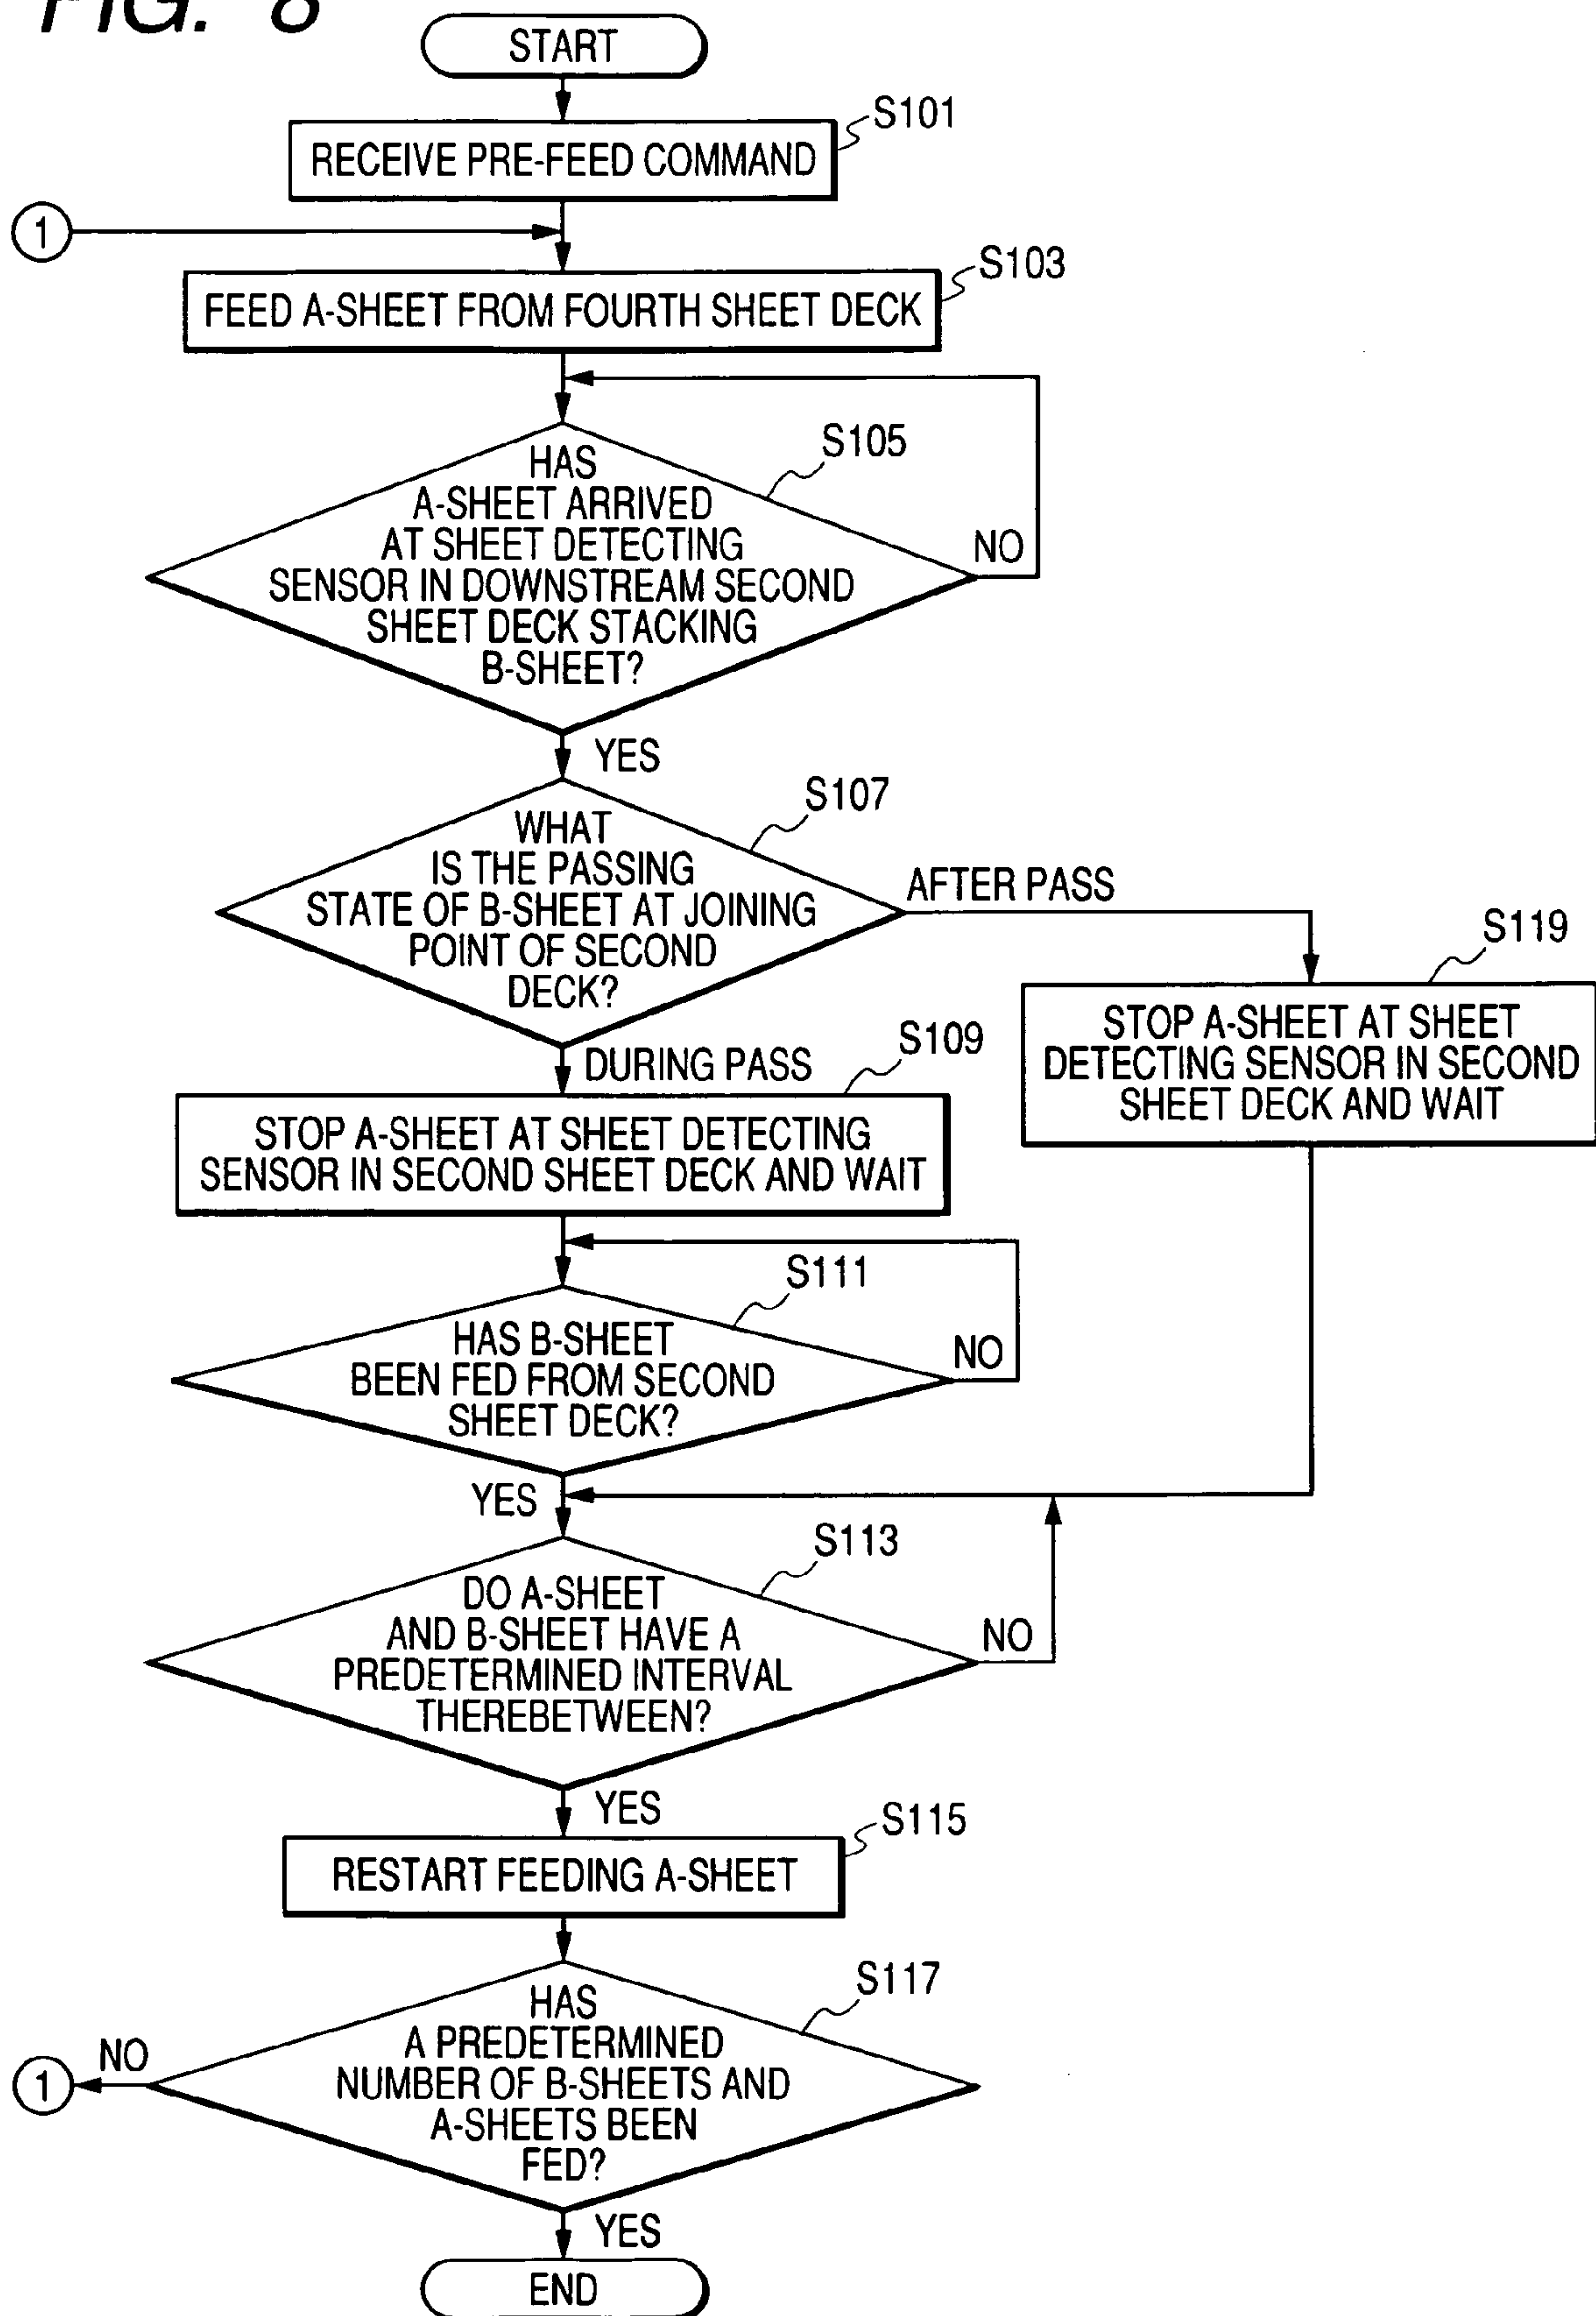 FIG. 8
START
S101
RECEIVE PRE-FEED COMMAND
1
S103
FEED A-SHEET FROM FOURTH SHEET DECK
S105
HAS
A-SHEET ARRIVED
AT SHEET DETECTING
SENSOR IN DOWNSTREAM SECOND
SHEET DECK STACKING
B-SHEET?
NO
YES
S107
WHAT
IS THE PASSING
STATE OF B-SHEET AT JOINING
POINT OF SECOND
DECK?
AFTER PASS
S119
STOP A-SHEET AT SHEET
DETECTING SENSOR IN SECOND
SHEET DECK AND WAIT
DURING PASS
S109
STOP A-SHEET AT SHEET DETECTING
SENSOR IN SECOND SHEET DECK AND WAIT
S111
HAS B-SHEET
BEEN FED FROM SECOND
SHEET DECK?
NO
YES
S113
DO A-SHEET
AND B-SHEET HAVE A
PREDETERMINED INTERVAL
THEREBETWEEN?
NO
YES
S115
RESTART FEEDING A-SHEET
S117
HAS
A PREDETERMINED
NUMBER OF B-SHEETS AND
A-SHEETS BEEN
FED?
NO
1
YES
END